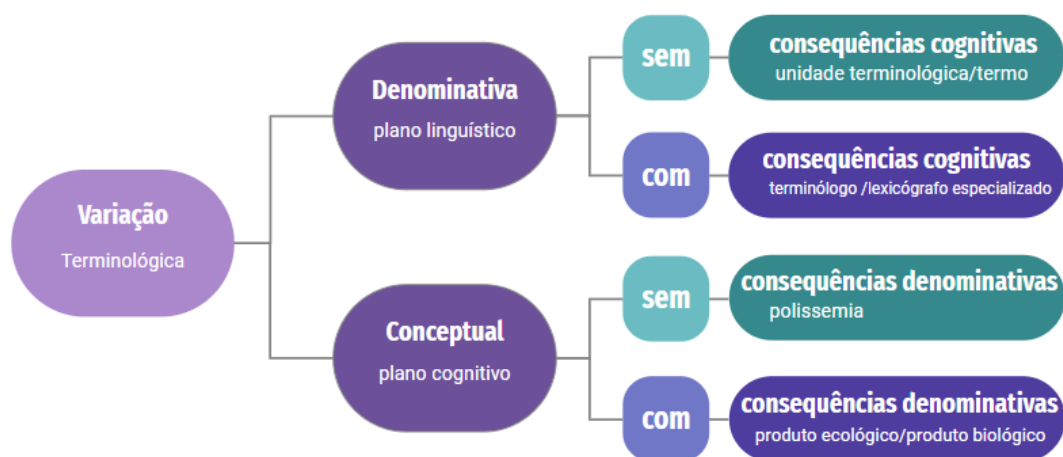 Variação
Terminológica
Denominativa
plano linguístico
sem
consequências cognitivas
unidade terminológica/termo
com
consequências cognitivas
terminólogo /lexicógrafo especializado
Conceptual
plano cognitivo
sem
consequências denominativas
polissemia
com
consequências denominativas
produto ecológico/produto biológico